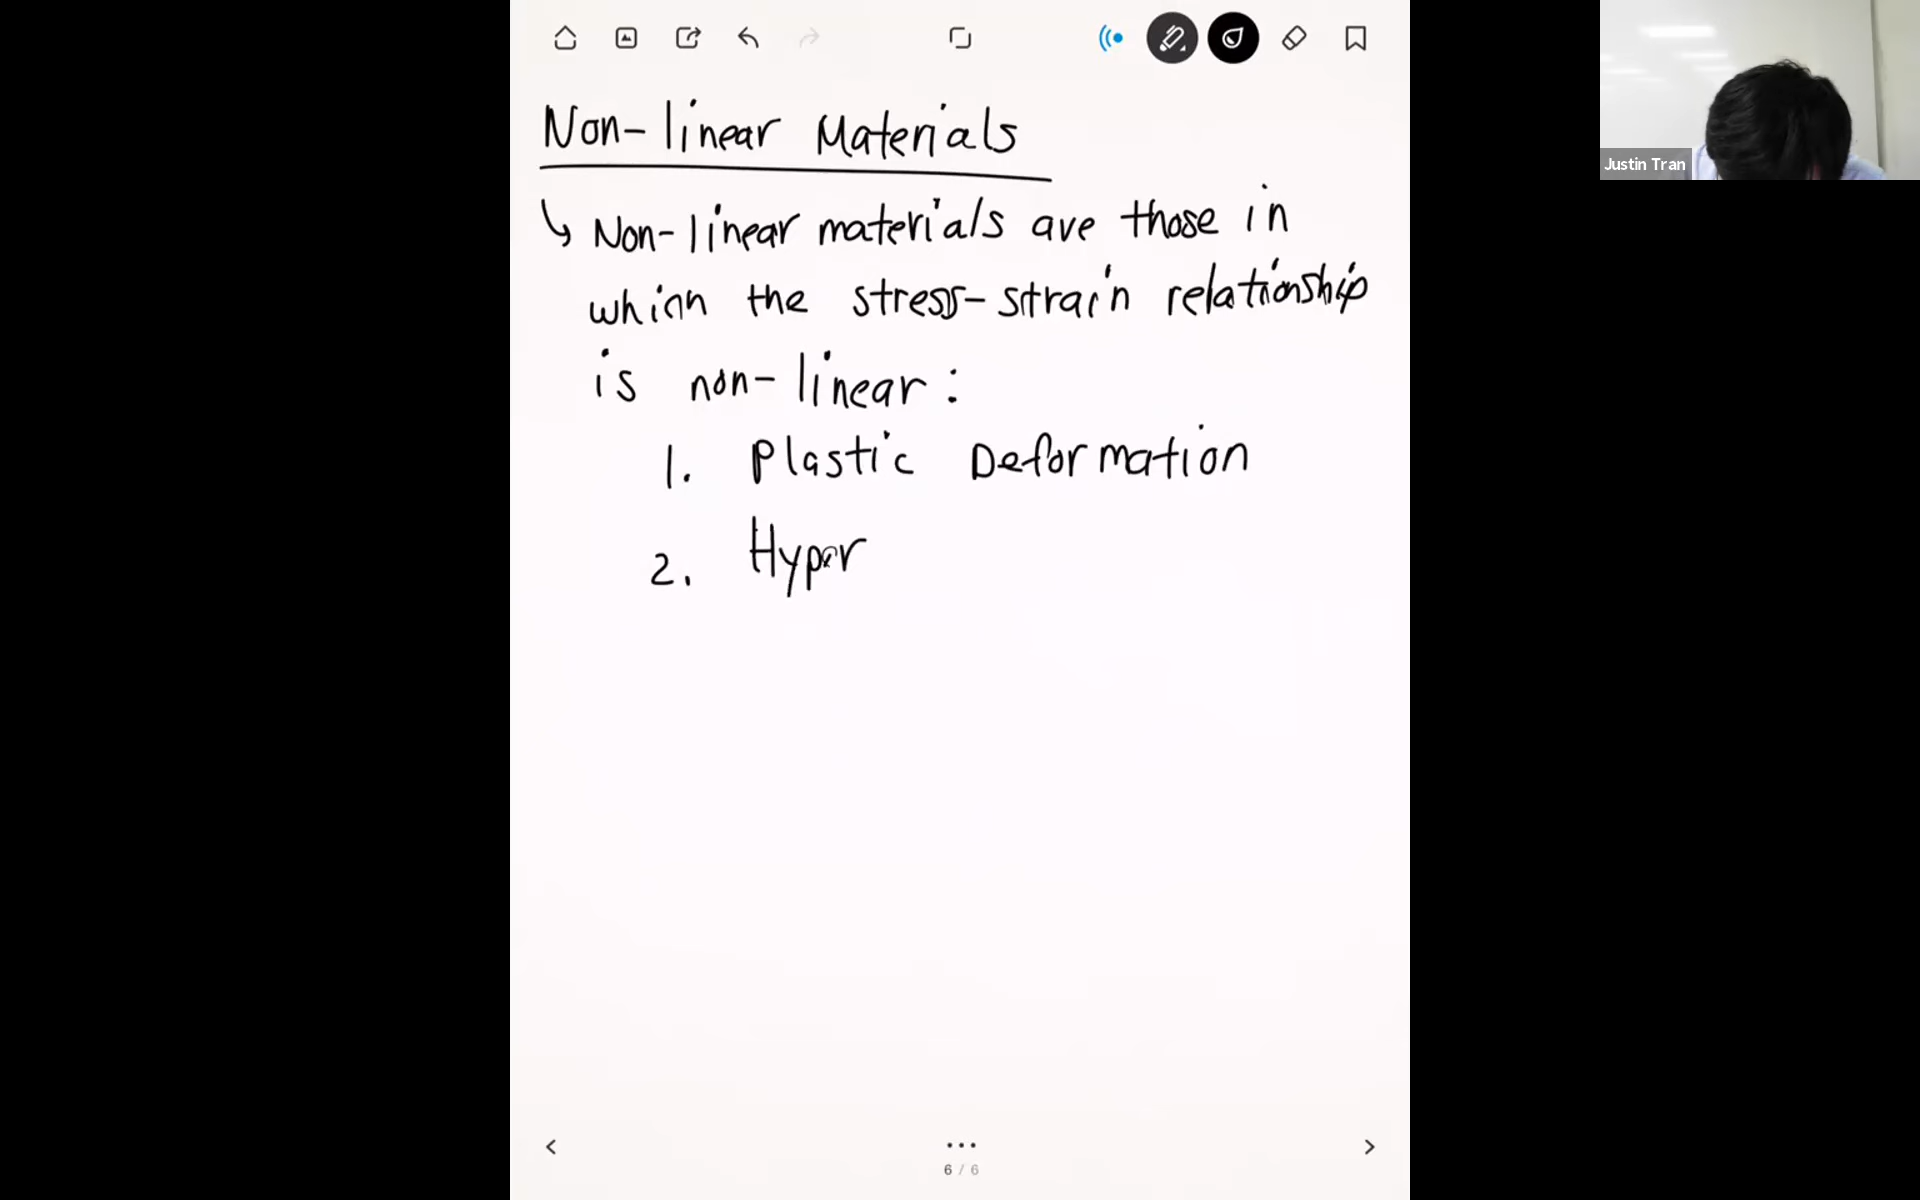 Non-linear Materials
Justin Tran
↳ Non-linear materials are those in
which the stress-strain relationship
is non-linear:
1. Plastic Deformation
2. Hyper
6 / 6